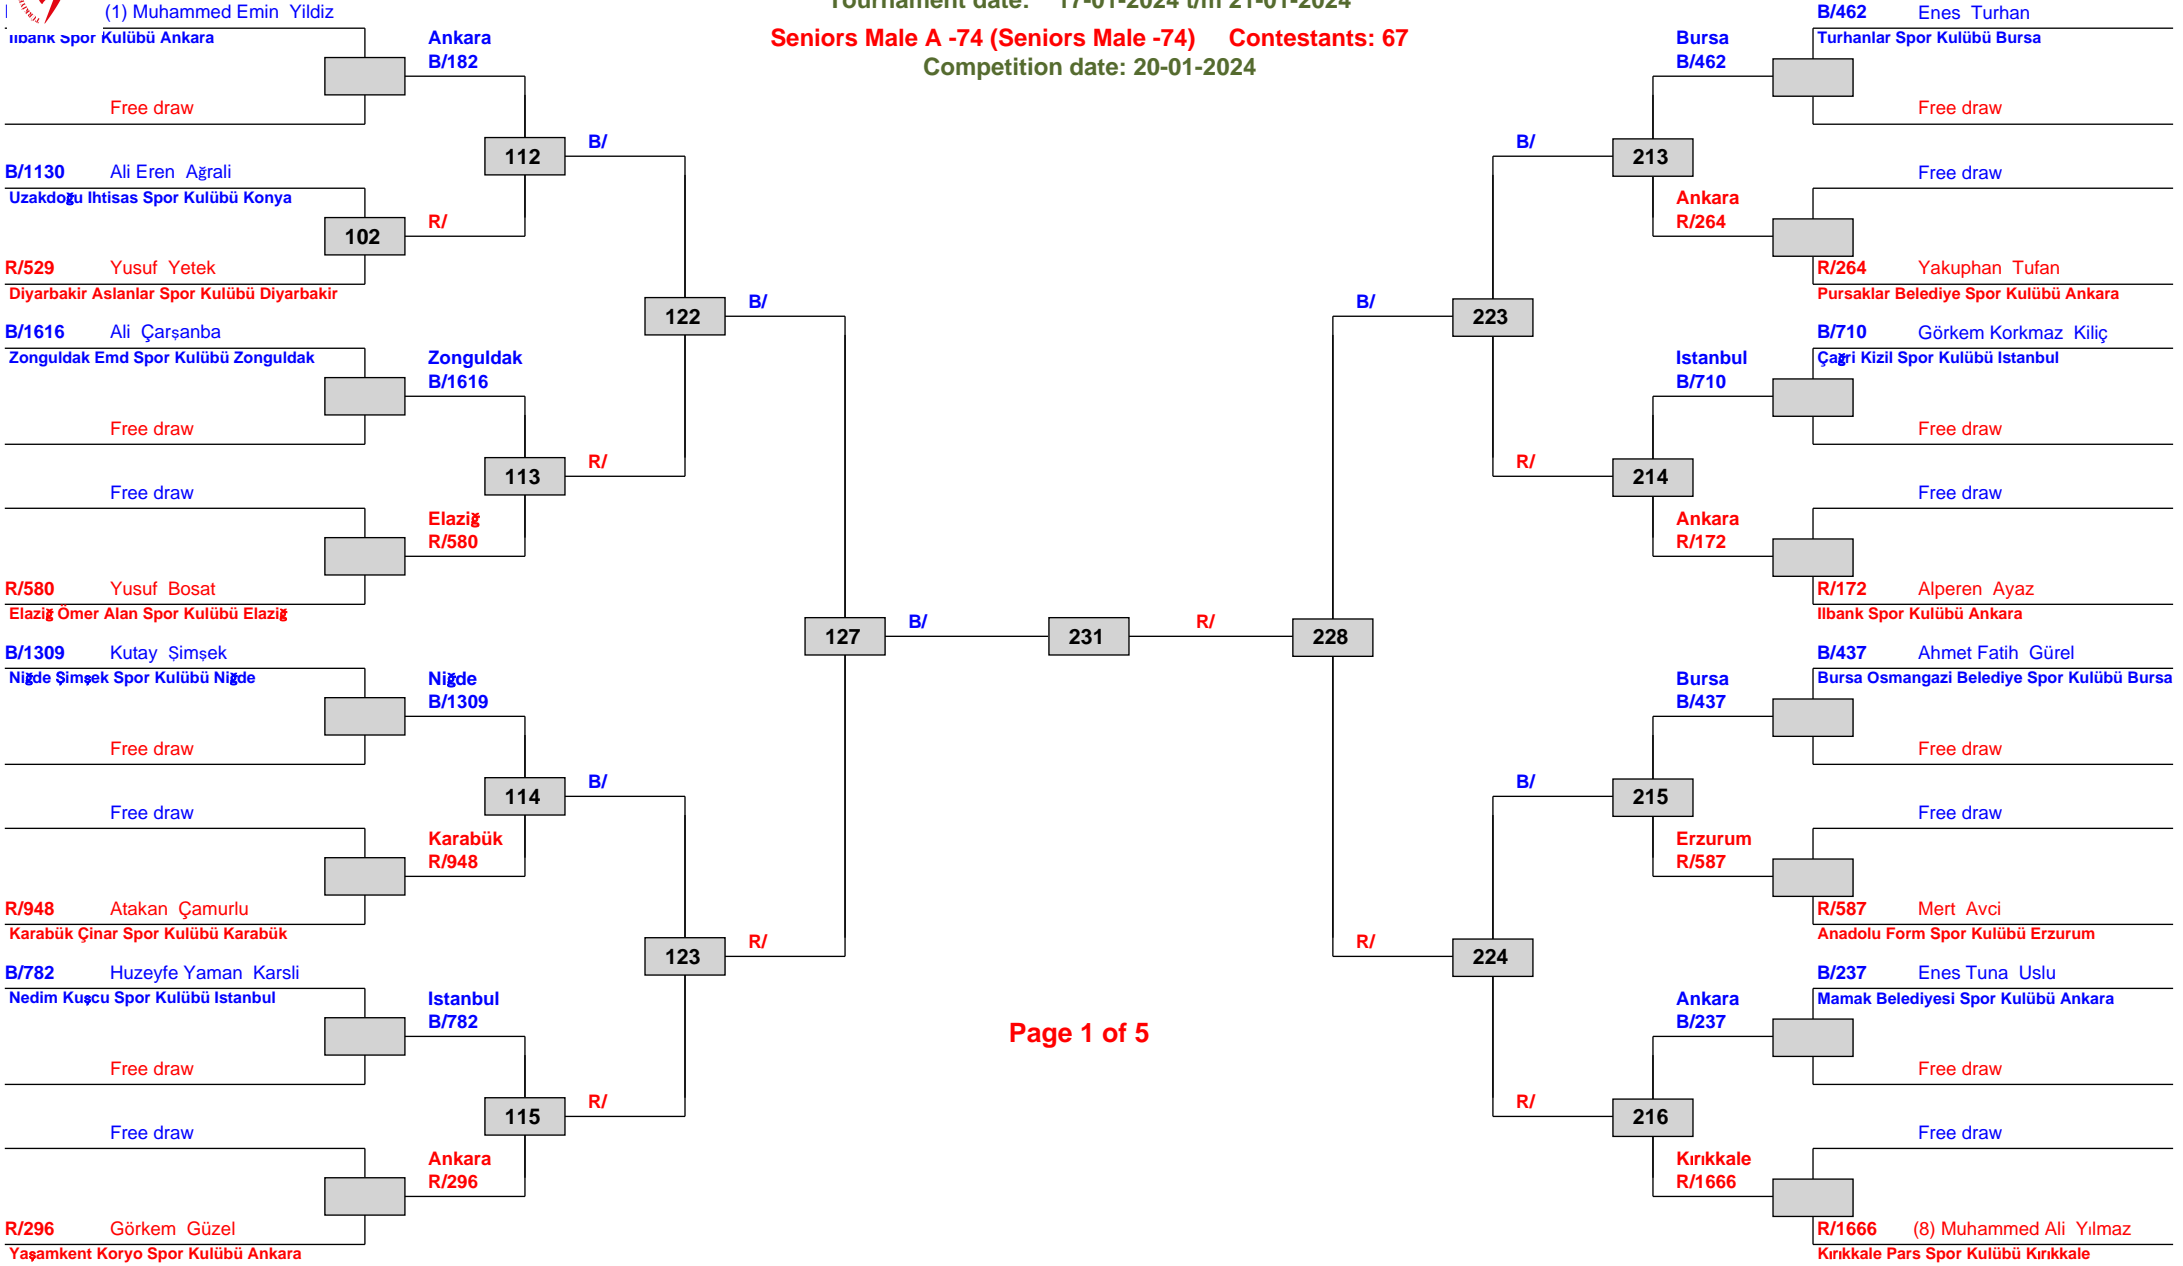 (1) Muhammed Emin Yildiz
Ilbank Spor Kulübü Ankara
Ankara
B/182
Free draw
112
B/
B/1130 Ali Eren Ağrali
Uzakdoğu Ihtisas Spor Kulübü Konya
102
R/
R/529 Yusuf Yetek
Diyarbakir Aslanlar Spor Kulübü Diyarbakir
122
B/
B/1616 Ali Çarşanba
Zonguldak Emd Spor Kulübü Zonguldak
Zonguldak
B/1616
Free draw
113
R/
Free draw
Elaziğ
R/580
R/580 Yusuf Bosat
Elaziğ Ömer Alan Spor Kulübü Elaziğ
127
B/
B/1309 Kutay Şimşek
Niğde Şimşek Spor Kulübü Niğde
Niğde
B/1309
Free draw
114
B/
Free draw
Karabük
R/948
R/948 Atakan Çamurlu
Karabük Çinar Spor Kulübü Karabük
123
R/
B/782 Huzeyfe Yaman Karsli
Nedim Kuşcu Spor Kulübü Istanbul
Istanbul
B/782
Free draw
115
R/
Free draw
Ankara
R/296
R/296 Görkem Güzel
Yaşamkent Koryo Spor Kulübü Ankara
Tournament date: 17-01-2024 t/m 21-01-2024
Seniors Male A -74 (Seniors Male -74) Contestants: 67
Competition date: 20-01-2024
231
Page 1 of 5
B/462 Enes Turhan
Turhanlar Spor Kulübü Bursa
Bursa
B/462
Free draw
B/
213
Free draw
Ankara
R/264
R/264 Yakuphan Tufan
Pursaklar Belediye Spor Kulübü Ankara
B/
223
B/710 Görkem Korkmaz Kiliç
Çağri Kizil Spor Kulübü Istanbul
Istanbul
B/710
Free draw
R/
214
Free draw
Ankara
R/172
R/172 Alperen Ayaz
Ilbank Spor Kulübü Ankara
R/
228
B/437 Ahmet Fatih Gürel
Bursa Osmangazi Belediye Spor Kulübü Bursa
Bursa
B/437
Free draw
B/
215
Free draw
Erzurum
R/587
R/587 Mert Avci
Anadolu Form Spor Kulübü Erzurum
R/
224
B/237 Enes Tuna Uslu
Mamak Belediyesi Spor Kulübü Ankara
Ankara
B/237
Free draw
R/
216
Free draw
Kırıkkale
R/1666
R/1666 (8) Muhammed Ali Yılmaz
Kırıkkale Pars Spor Kulübü Kırıkkale